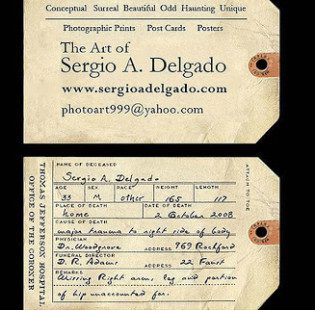 Conceptual Surreal Beautiful Odd Haunting Unique
Photographic Prints Post Cards Posters
The Art of
Sergio A. Delgado
www.sergioadelgado.com
photoart999@yahoo.com
THOMAS JEFFERSON HOSPITAL
OFFICE OF THE CORONER
NAME OF DECEASED
Sergio A. Delgado
AGE SEX RACE HEIGHT LENGTH
33 M other 165 117
PLACE OF DEATH DATE OF DEATH
home 2 October 2008
CAUSE OF DEATH
major trauma to right side of body
PHYSICIAN
Dr. Woodgrove ADDRESS 969 Rockford
FUNERAL DIRECTOR
D. R. Adams ADDRESS 22 Faust
REMARKS
Missing Right arm, leg and portion
of hip unaccounted for.
ATTACH TO TOE